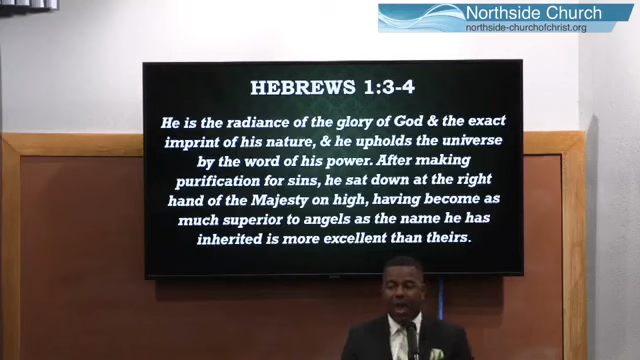 Northside Church
northside-churchofchrist.org
HEBREWS 1:3-4
He is the radiance of the glory of God & the exact
imprint of his nature, & he upholds the universe
by the word of his power. After making
purification for sins, he sat down at the right
hand of the Majesty on high, having become as
much superior to angels as the name he has
inherited is more excellent than theirs.